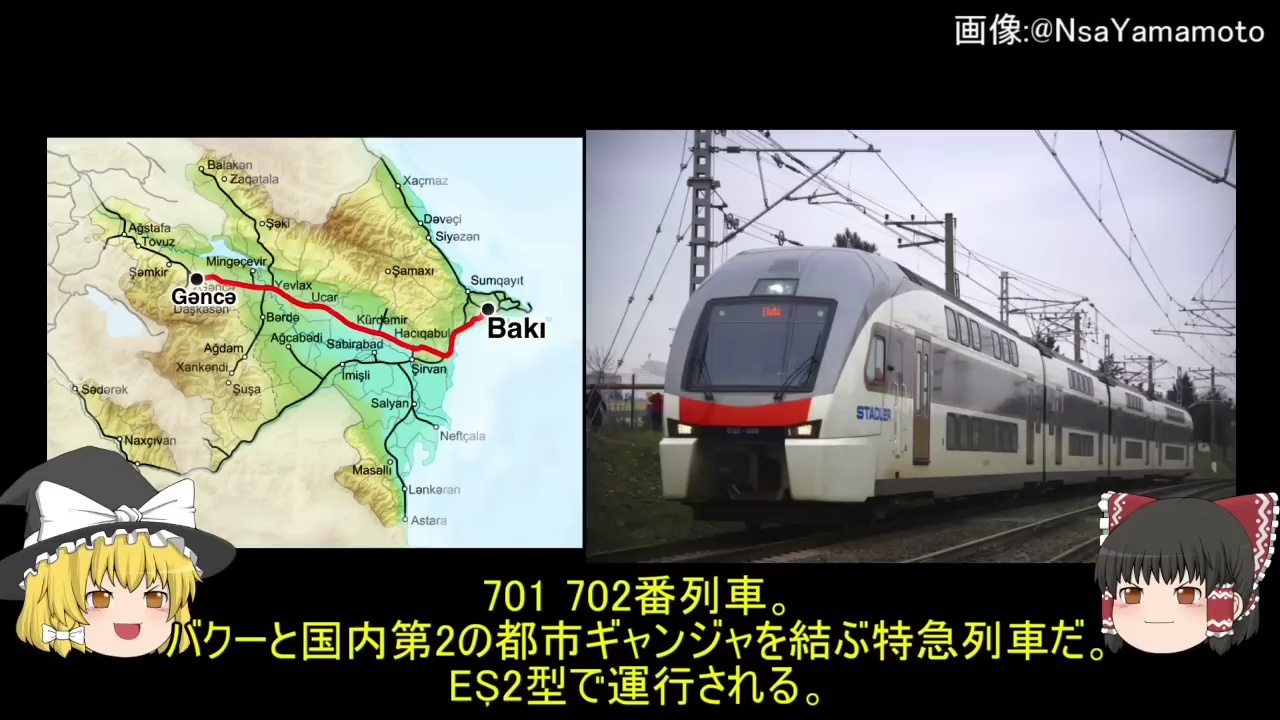 画像:@NsaYamamoto
Balakən
Zaqatala
Xaçmaz
Dəvəçi
Siyəzən
Ağstafa
Tovuz
Şəki
Şəmkir
Mingəçevir
Şamaxı
Sumqayıt
Gəncə
Daşkəsən
Yevlax
Ucar
Bakı
Bərdə
Kürdəmir
Hacıqabul
Ağcabədi
Sabirabad
Ağdam
Xankəndi
İmişli
Şirvan
Şuşa
Sədərək
Salyan
Neftçala
Naxçıvan
Masallı
Lənkəran
Astara
STADLER
701 702番列車。
バクーと国内第2の都市ギャンジャを結ぶ特急列車だ。
EŞ2型で運行される。